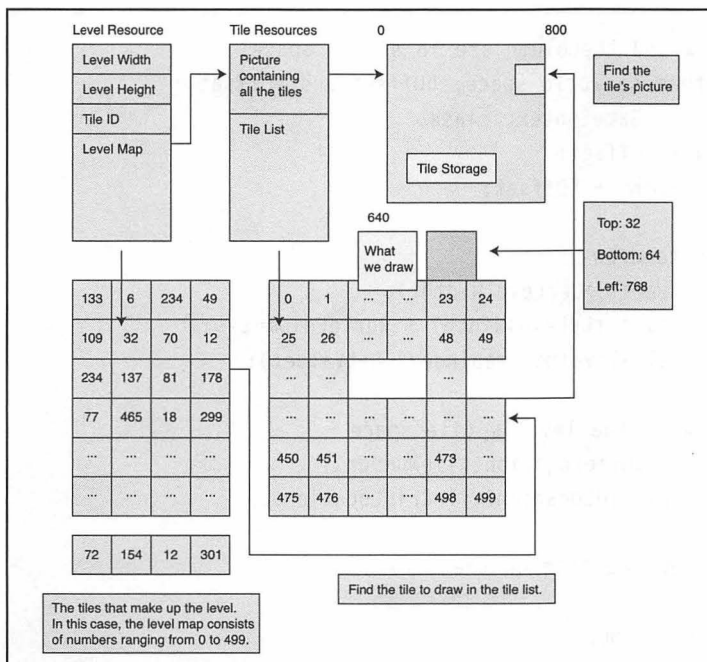 Level Resource
Tile Resources
0
800
Level Width
Level Height
Tile ID
Level Map
Picture
containing
all the tiles
Tile List
Find the
tile's picture
Tile Storage
640
What
we draw
Top: 32
Bottom: 64
Left: 768
133 6 234 49
109 32 70 12
234 137 81 178
77 465 18 299
... ... ... ...
... ... ... ...
72 154 12 301
0 1 ... ... 23 24
25 26 48 49
... ... ...
... ... ... ... ... ...
450 451 ... ... 473 ...
475 476 ... ... 498 499
The tiles that make up the level.
In this case, the level map consists
of numbers ranging from 0 to 499.
Find the tile to draw in the tile list.